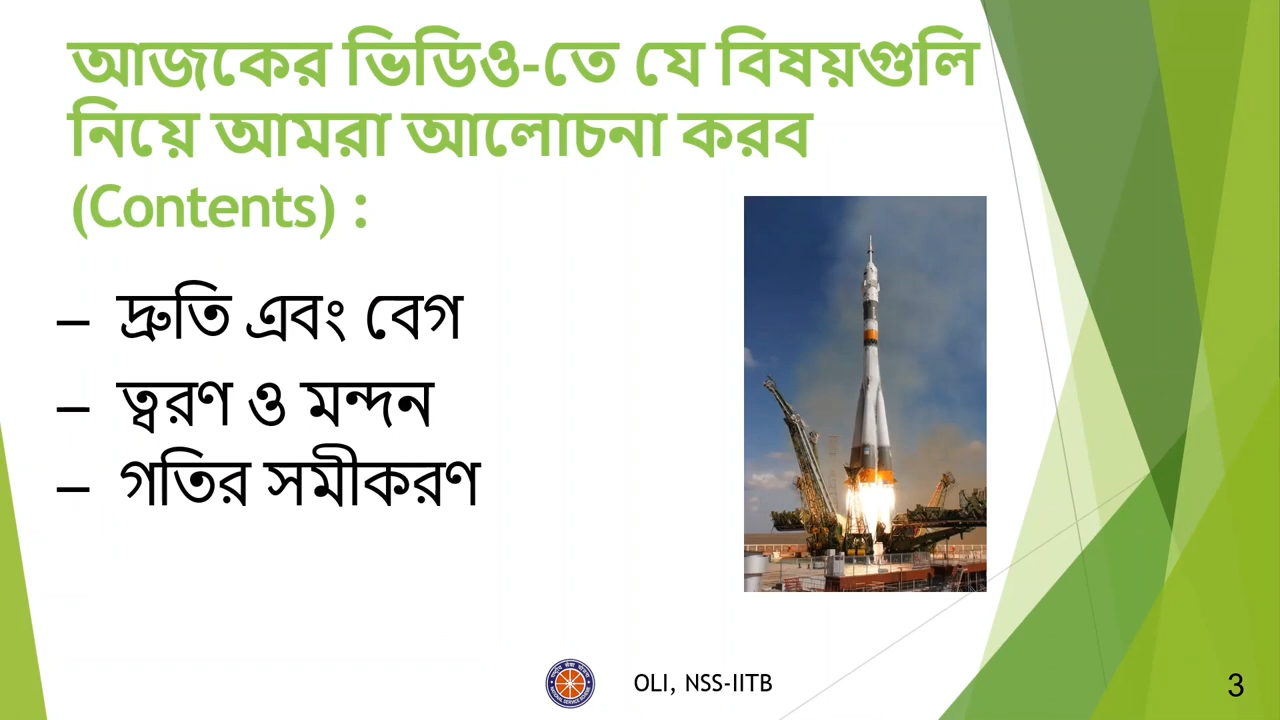 আজকের ভিডিও-তে যে বিষয়গুলি
নিয়ে আমরা আলোচনা করব
(Contents) :
– দ্রুতি এবং বেগ
– ত্বরণ ও মন্দন
– গতির সমীকরণ
OLI, NSS-IITB
3